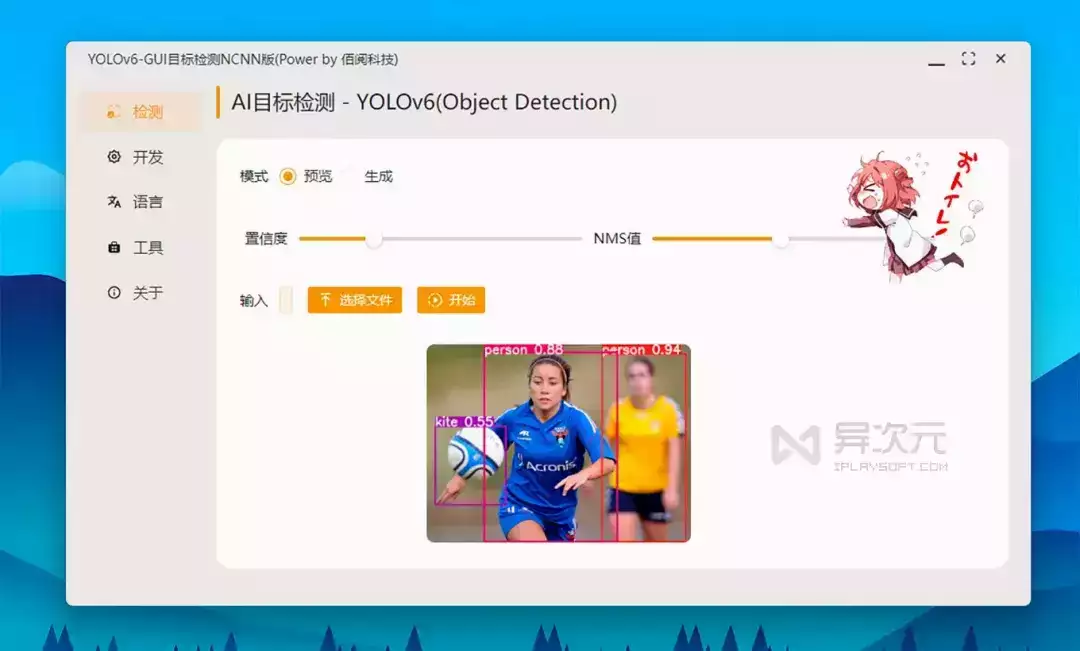 YOLOv6-GUI目标检测NCNN版(Power by 佰阅科技)
AI目标检测 - YOLOv6(Object Detection)
检测
开发
语言
工具
关于
模式 预览 生成
置信度 NMS值
输入 选择文件 开始
おトイレ!
person 0.88
person 0.94
kite 0.55
Acronis
异次元
IPLAYSOFT.COM